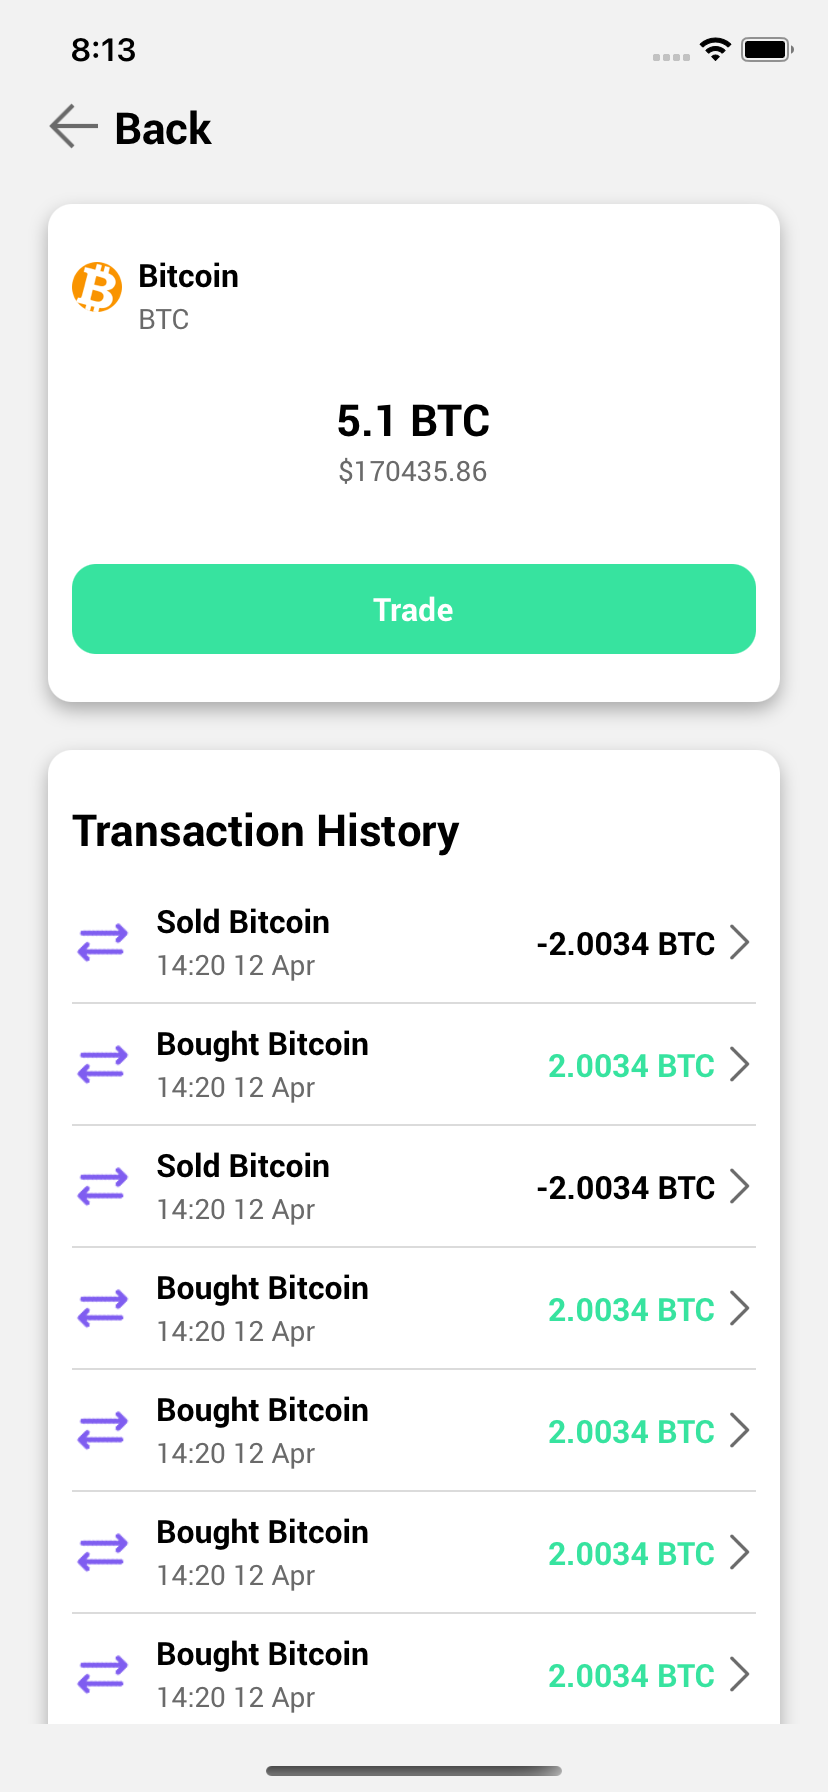 8:13
Back
Bitcoin
BTC
5.1 BTC
$170435.86
Trade
Transaction History
Sold Bitcoin
14:20 12 Apr
-2.0034 BTC
Bought Bitcoin
14:20 12 Apr
2.0034 BTC
Sold Bitcoin
14:20 12 Apr
-2.0034 BTC
Bought Bitcoin
14:20 12 Apr
2.0034 BTC
Bought Bitcoin
14:20 12 Apr
2.0034 BTC
Bought Bitcoin
14:20 12 Apr
2.0034 BTC
Bought Bitcoin
14:20 12 Apr
2.0034 BTC